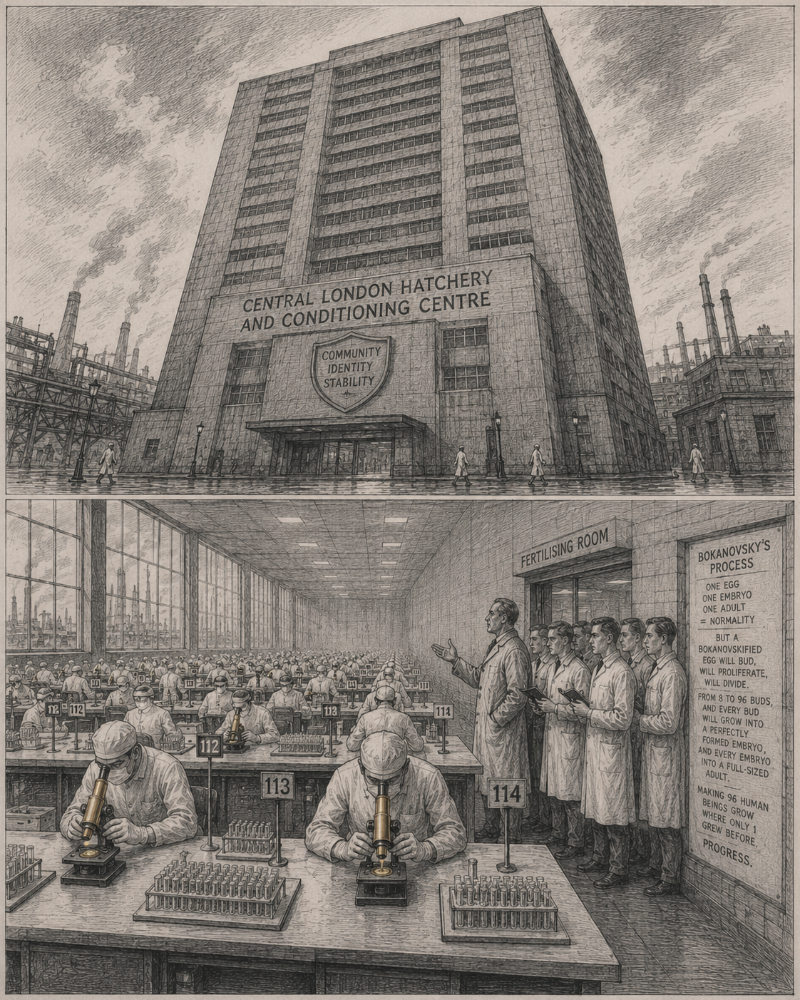 CENTRAL LONDON HATCHERY
AND CONDITIONING CENTRE
COMMUNITY
IDENTITY
STABILITY
FERTILISING ROOM
BOKANOVSKY'S
PROCESS
ONE EGG
ONE EMBRYO
ONE ADULT
= NORMALITY
BUT A
BOKANOVSKIFIED
EGG WILL BUD,
WILL PROLIFERATE,
WILL DIVIDE.
FROM 8 TO 96 BUDS,
AND EVERY BUD
WILL GROW INTO
A PERFECTLY
FORMED EMBRYO,
AND EVERY EMBRYO
INTO A FULL-SIZED
ADULT.
MAKING 96 HUMAN
BEINGS GROW
WHERE ONLY 1
GREW BEFORE.
PROGRESS.
112
113
114
112
113
114